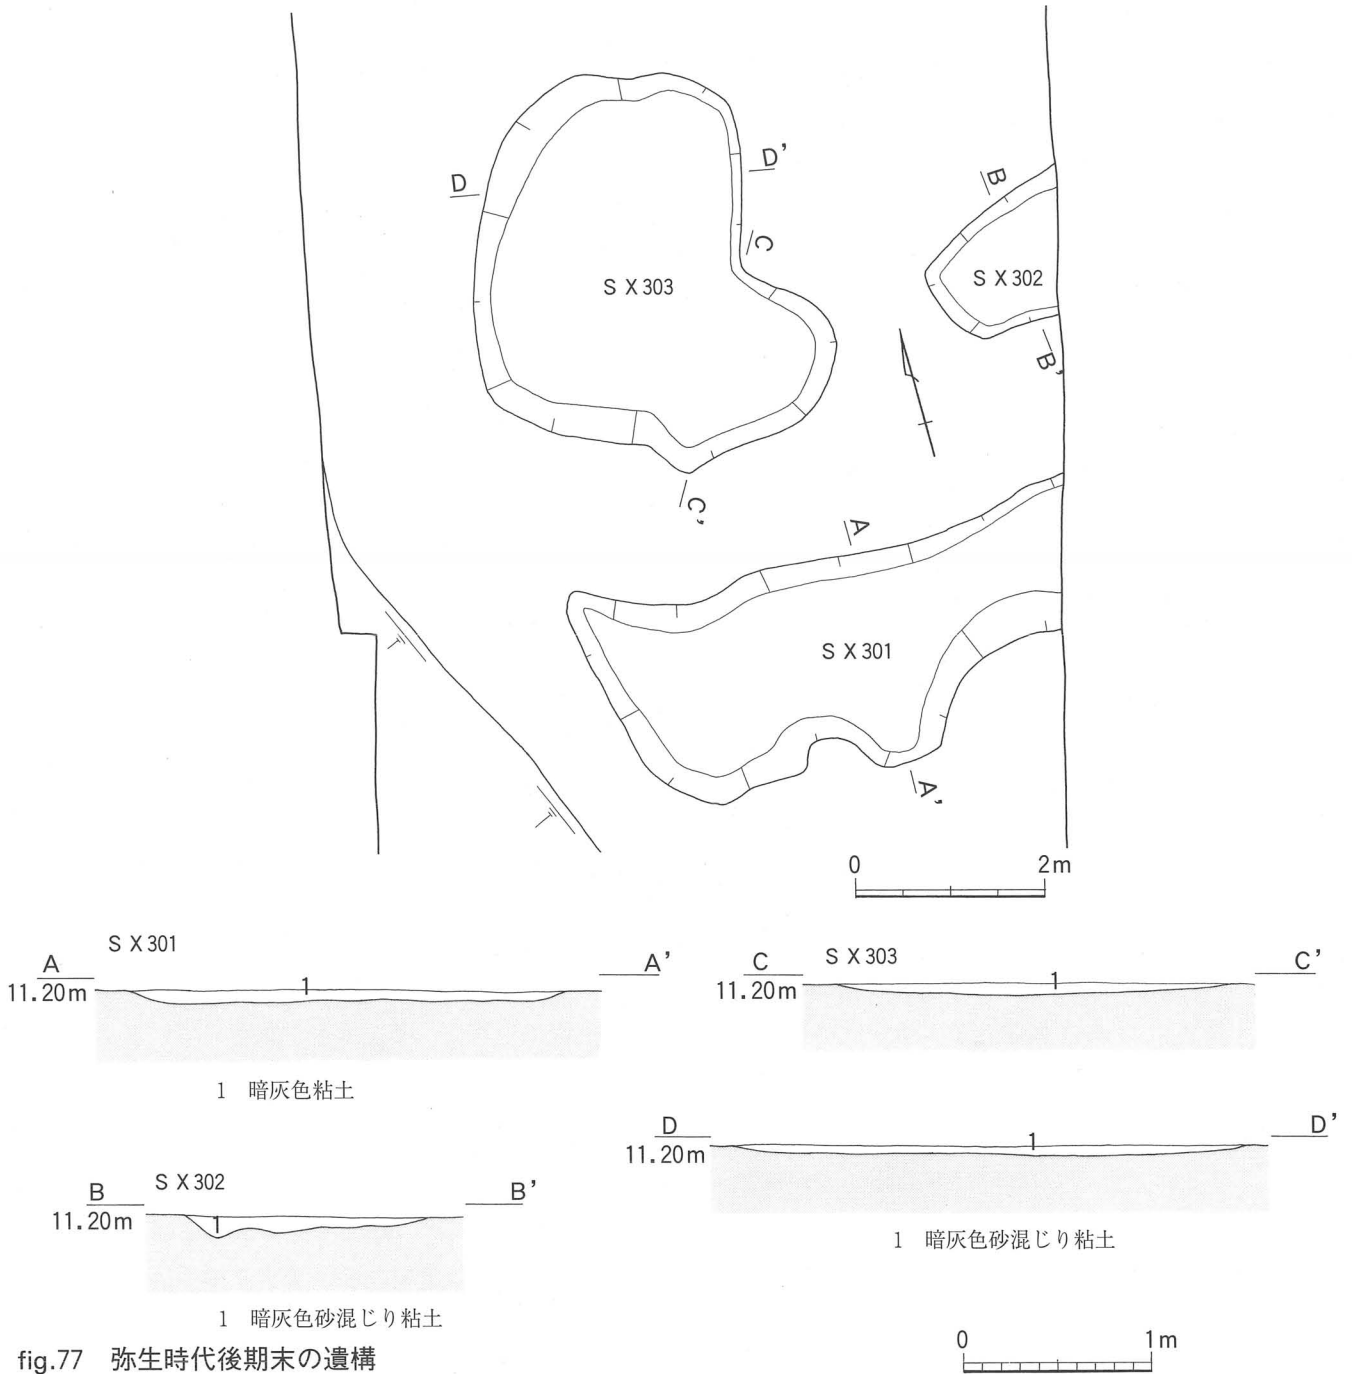 D
D'
C
C'
S X 303
B
B'
S X 302
A
A'
S X 301
0 2m
S X 301
A A'
11.20m
1
1 暗灰色粘土
S X 303
C C'
11.20m
1
D D'
11.20m
1
1 暗灰色砂混じり粘土
S X 302
B B'
11.20m
1
1 暗灰色砂混じり粘土
0 1m
fig.77 弥生時代後期末の遺構